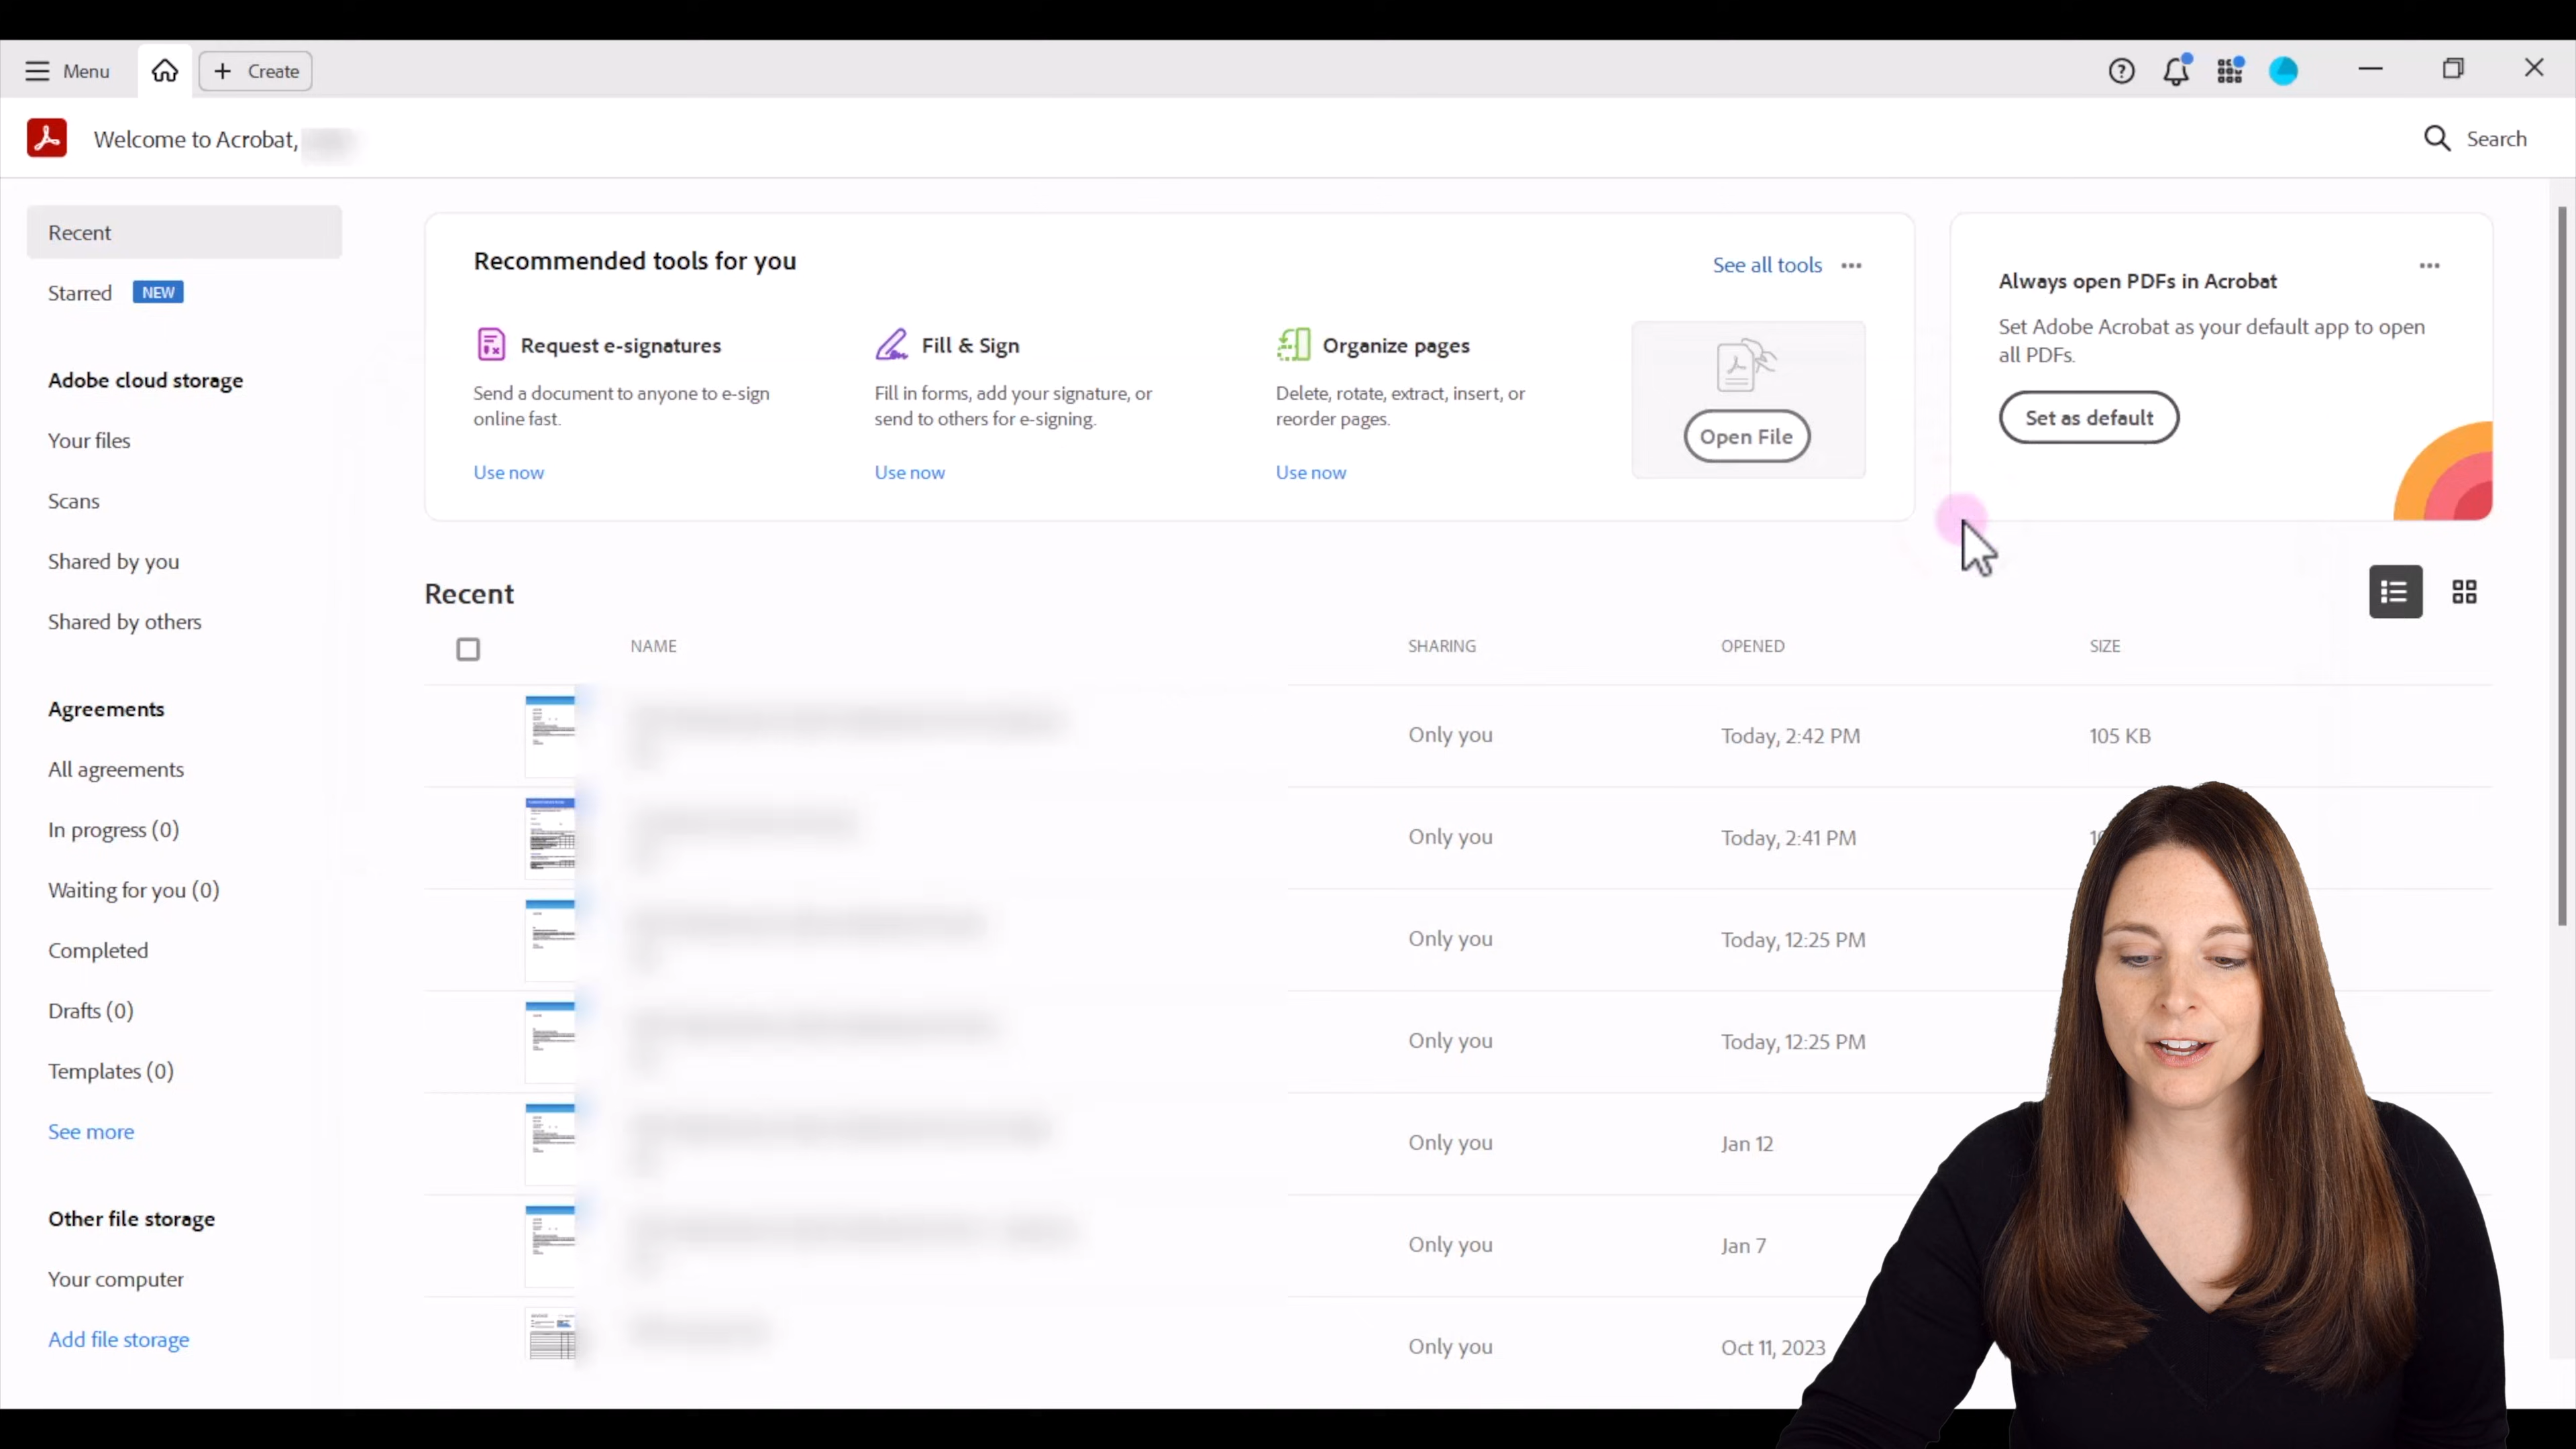 Menu
Create
Welcome to Acrobat,
Search
Recent
Starred NEW
Adobe cloud storage
Your files
Scans
Shared by you
Shared by others
Agreements
All agreements
In progress (0)
Waiting for you (0)
Completed
Drafts (0)
Templates (0)
See more
Other file storage
Your computer
Add file storage
Recommended tools for you
See all tools
Request e-signatures
Send a document to anyone to e-sign
online fast.
Use now
Fill & Sign
Fill in forms, add your signature, or
send to others for e-signing.
Use now
Organize pages
Delete, rotate, extract, insert, or
reorder pages.
Use now
Open File
Always open PDFs in Acrobat
Set Adobe Acrobat as your default app to open
all PDFs.
Set as default
Recent
NAME SHARING OPENED SIZE
Only you Today, 2:42 PM 105 KB
Only you Today, 2:41 PM
Only you Today, 12:25 PM
Only you Today, 12:25 PM
Only you Jan 12
Only you Jan 7
Only you Oct 11, 2023